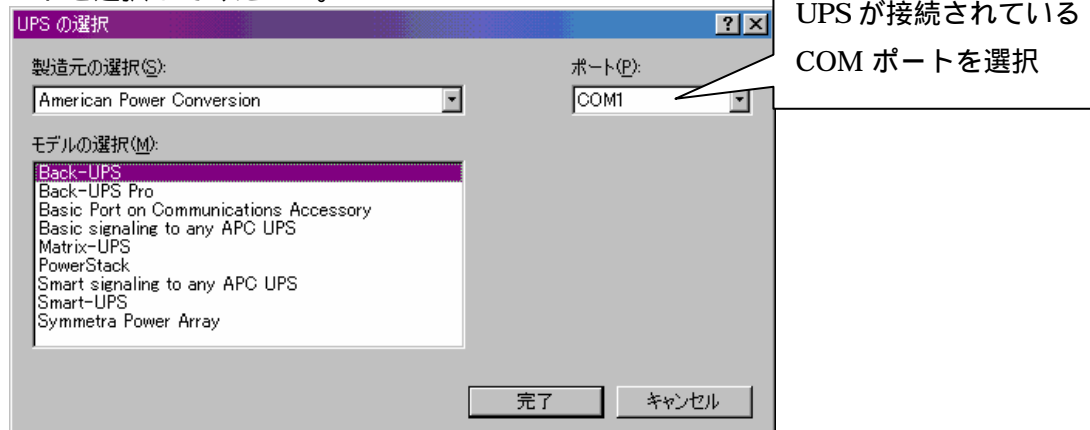 UPS の選択
UPS が接続されている
COM ポートを選択
製造元の選択(S):
ポート(P):
American Power Conversion
COM1
モデルの選択(M):
Back-UPS
Back-UPS Pro
Basic Port on Communications Accessory
Basic signaling to any APC UPS
Matrix-UPS
PowerStack
Smart signaling to any APC UPS
Smart-UPS
Symmetra Power Array
完了
キャンセル